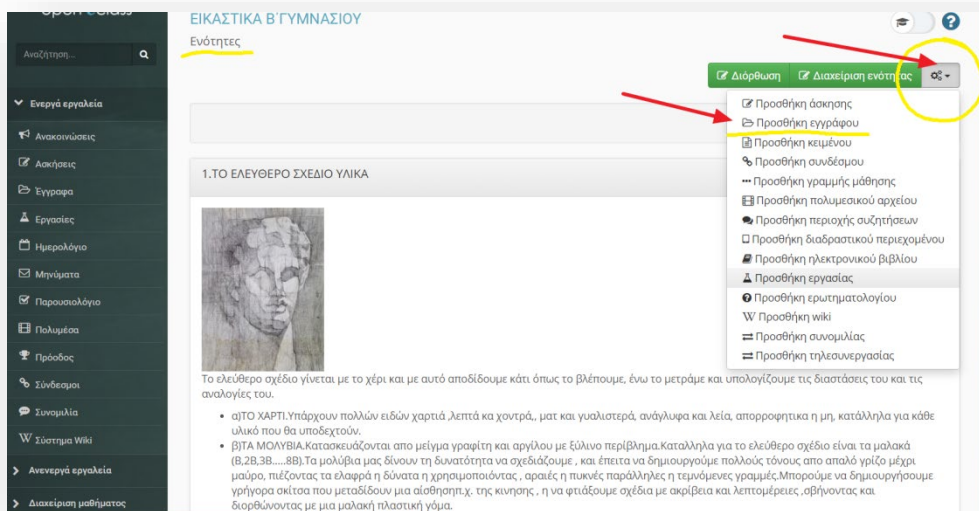 open eclass
ΕΙΚΑΣΤΙΚΑ Β΄ΓΥΜΝΑΣΙΟΥ
Ενότητες
Αναζήτηση...
Ενεργά εργαλεία
Ανακοινώσεις
Ασκήσεις
Έγγραφα
Εργασίες
Ημερολόγιο
Μηνύματα
Παρουσιολόγιο
Πολυμέσα
Πρόοδος
Σύνδεσμοι
Συνομιλία
Σύστημα Wiki
Ανενεργά εργαλεία
Διαχείριση μαθήματος
Διόρθωση
Διαχείριση ενότητας
Προσθήκη άσκησης
Προσθήκη εγγράφου
Προσθήκη κειμένου
Προσθήκη συνδέσμου
Προσθήκη γραμμής μάθησης
Προσθήκη πολυμεσικού αρχείου
Προσθήκη περιοχής συζητήσεων
Προσθήκη διαδραστικού περιεχομένου
Προσθήκη ηλεκτρονικού βιβλίου
Προσθήκη εργασίας
Προσθήκη ερωτηματολογίου
Προσθήκη wiki
Προσθήκη συνομιλίας
Προσθήκη τηλεσυνεργασίας
1.ΤΟ ΕΛΕΥΘΕΡΟ ΣΧΕΔΙΟ ΥΛΙΚΑ
Το ελεύθερο σχέδιο γίνεται με το χέρι και με αυτό αποδίδουμε κάτι όπως το βλέπουμε, ένω το μετράμε και υπολογίζουμε τις διαστάσεις του και τις
αναλογίες του.
α)ΤΟ ΧΑΡΤΙ.Υπάρχουν πολλών ειδών χαρτιά ,λεπτά κα χοντρά,, ματ και γυαλιστερά, ανάγλυφα και λεία, απορροφητικα η μη, κατάλληλα για κάθε
υλικό που θα υποδεχτούν.
β)ΤΑ ΜΟΛΥΒΙΑ.Κατασκευάζονται απο μείγμα γραφίτη και αργίλου με ξύλινο περίβλημα.Καταλληλα για το ελεύθερο σχέδιο είναι τα μαλακά
(Β,2Β,3Β.....8Β).Τα μολύβια μας δίνουν τη δυνατότητα να σχεδιάζουμε , και έπειτα να δημιουργούμε πολλούς τόνους απο απαλό γρίζο μέχρι
μαύρο, πιέζοντας τα ελαφρά η δύνατα η χρησιμοποιόντας , αραιές η πυκνές παράλληλες η τεμνόμενες γραμμές.Μπορούμε να δημιουργήσουμε
γρήγορα σκίτσα που μεταδίδουν μια αίσθησηπ.χ. της κινησης , η να φτιάξουμε σχέδια με ακρίβεια και λεπτομέρειες ,σβήνοντας και
διορθώνοντας με μια μαλακή πλαστική γόμα.